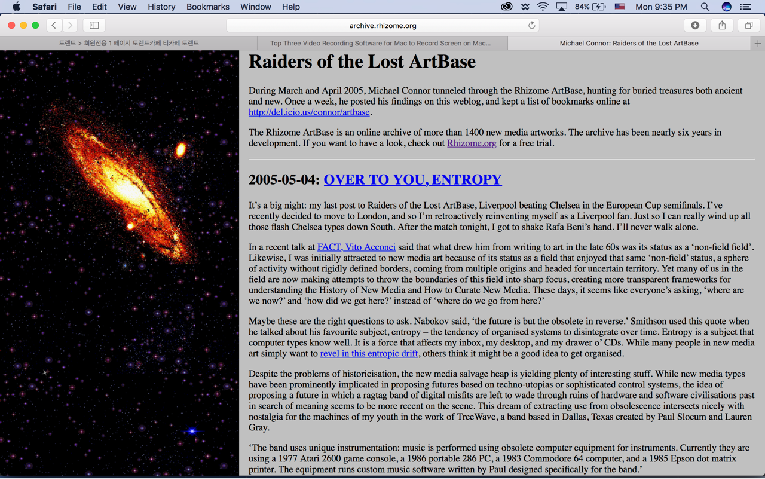 Safari File Edit View History Bookmarks Window Help 84% Mon 9:35 PM
archive.rhizome.org
Top Three Video Recording Software for Mac to Record Screen on Mac... Michael Connor: Raiders of the Lost ArtBase
Raiders of the Lost ArtBase
During March and April 2005, Michael Connor tunneled through the Rhizome ArtBase, hunting for buried treasures both ancient
and new. Once a week, he posted his findings on this weblog, and kept a list of bookmarks online at
http://del.icio.us/connor/artbase.
The Rhizome ArtBase is an online archive of more than 1400 new media artworks. The archive has been nearly six years in
development. If you want to have a look, check out Rhizome.org for a free trial.
2005-05-04: OVER TO YOU, ENTROPY
It's a big night: my last post to Raiders of the Lost ArtBase, Liverpool beating Chelsea in the European Cup semifinals. I've
recently decided to move to London, and so I'm retroactively reinventing myself as a Liverpool fan. Just so I can really wind up all
those flash Chelsea types down South. After the match tonight, I got to shake Rafa Beni's hand. I'll never walk alone.
In a recent talk at FACT, Vito Acconci said that what drew him from writing to art in the late 60s was its status as a 'non-field field'.
Likewise, I was initially attracted to new media art because of its status as a field that enjoyed that same 'non-field' status, a sphere
of activity without rigidly defined borders, coming from multiple origins and headed for uncertain territory. Yet many of us in the
field are now making attempts to throw the boundaries of this field into sharp focus, creating more transparent frameworks for
understanding the History of New Media and How to Curate New Media. These days, it seems like everyone's asking, 'where are
we now?' and 'how did we get here?' instead of 'where do we go from here?'
Maybe these are the right questions to ask. Nabokov said, 'the future is but the obsolete in reverse.' Smithson used this quote when
he talked about his favourite subject, entropy – the tendency of organised systems to disintegrate over time. Entropy is a subject that
computer types know well. It is a force that affects my inbox, my desktop, and my drawer o' CDs. While many people in new media
art simply want to revel in this entropic drift, others think it might be a good idea to get organised.
Despite the problems of historicisation, the new media salvage heap is yielding plenty of interesting stuff. While new media types
have been prominently implicated in proposing futures based on techno-utopias or sophisticated control systems, the idea of
proposing a future in which a ragtag band of digital misfits are left to wade through ruins of hardware and software civilisations past
in search of meaning seems to be more recent on the scene. This dream of extracting use from obsolescence intersects nicely with
nostalgia for the machines of my youth in the work of TreeWave, a band based in Dallas, Texas created by Paul Slocum and Lauren
Gray.
'The band uses unique instrumentation: music is performed using obsolete computer equipment for instruments. Currently they are
using a 1977 Atari 2600 game console, a 1986 portable 286 PC, a 1983 Commodore 64 computer, and a 1985 Epson dot matrix
printer. The equipment runs custom music software written by Paul designed specifically for the band.'